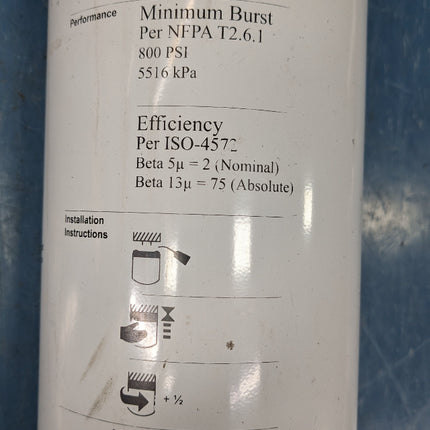 Performance
Minimum Burst
Per NFPA T2.6.1
800 PSI
5516 kPa
Efficiency
Per ISO-4572
Beta 5µ = 2 (Nominal)
Beta 13µ = 75 (Absolute)
Installation
Instructions
+ ½